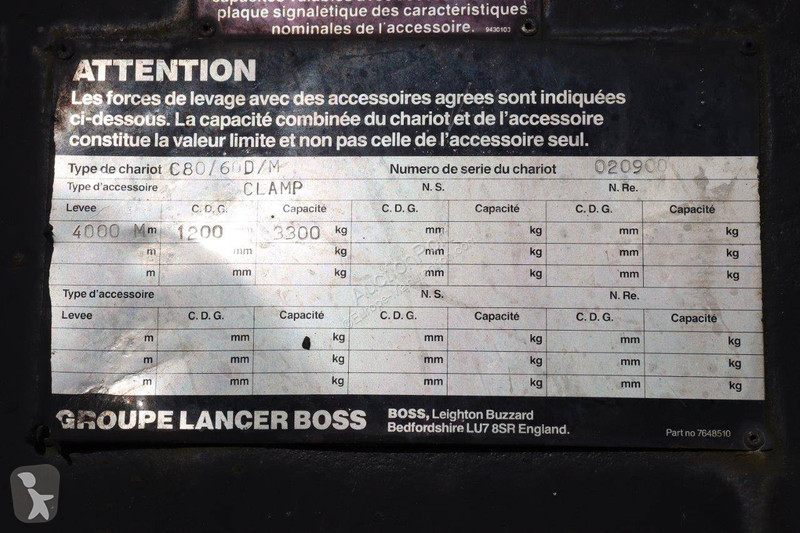 plaque signalétique des caractéristiques
nominales de l'accessoire. 9430103
ATTENTION
Les forces de levage avec des accessoires agrees sont indiquées
ci-dessous. La capacité combinée du chariot et de l'accessoire
constitue la valeur limite et non pas celle de l'accessoire seul.
Type de chariot C80/60D/M Numero de serie du chariot 020900
Type d'accessoire CLAMP N. S. N. Re.
Levee C. D. G. Capacité C. D. G. Capacité C. D. G. Capacité
4000 Mm 1200 3300 kg mm kg mm kg
m mm kg mm kg mm kg
m mm kg mm kg mm kg
Type d'accessoire N. S. N. Re.
Levee C. D. G. Capacité C. D. G. Capacité C. D. G. Capacité
m mm kg mm kg mm kg
m mm kg mm kg mm kg
m mm kg mm kg mm kg
GROUPE LANCER BOSS BOSS, Leighton Buzzard
Bedfordshire LU7 8SR England.
Part no 7648510